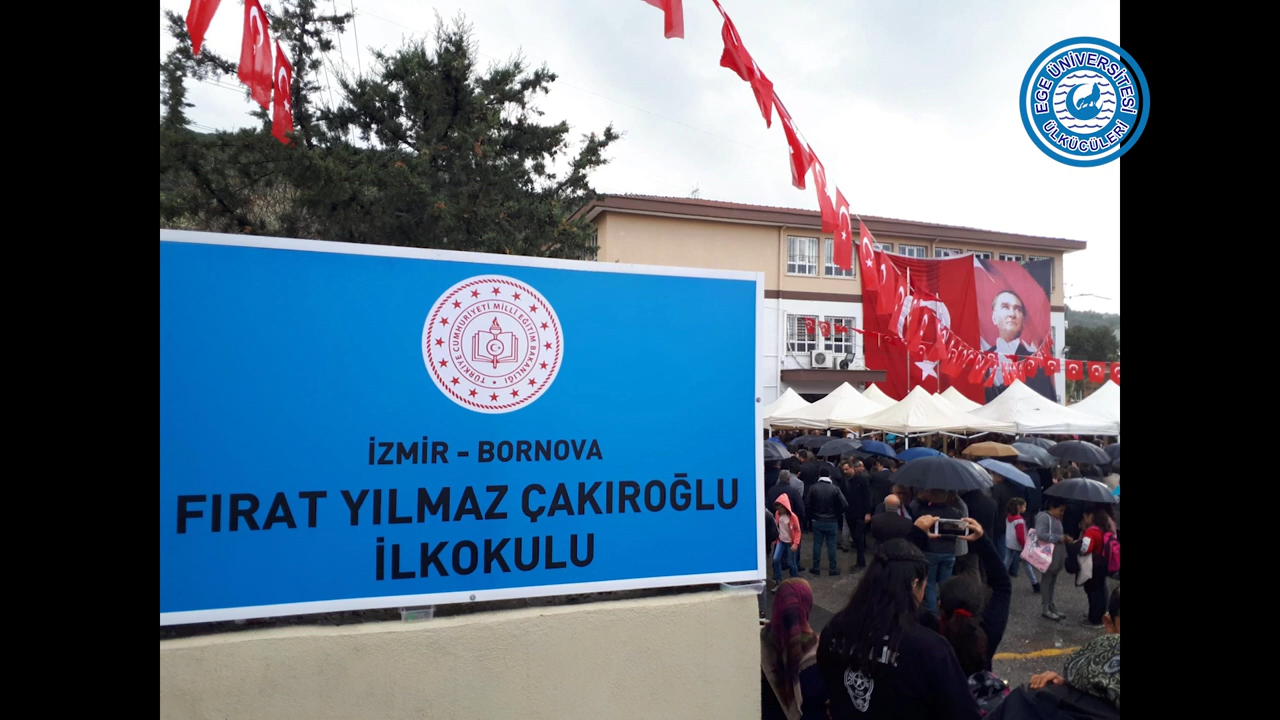 EGE ÜNİVERSİTESİ
ÜLKÜCÜLERİ
TÜRKİYE CUMHURİYETİ MİLLÎ EĞİTİM BAKANLIĞI
İZMİR - BORNOVA
FIRAT YILMAZ ÇAKIROĞLU
İLKOKULU